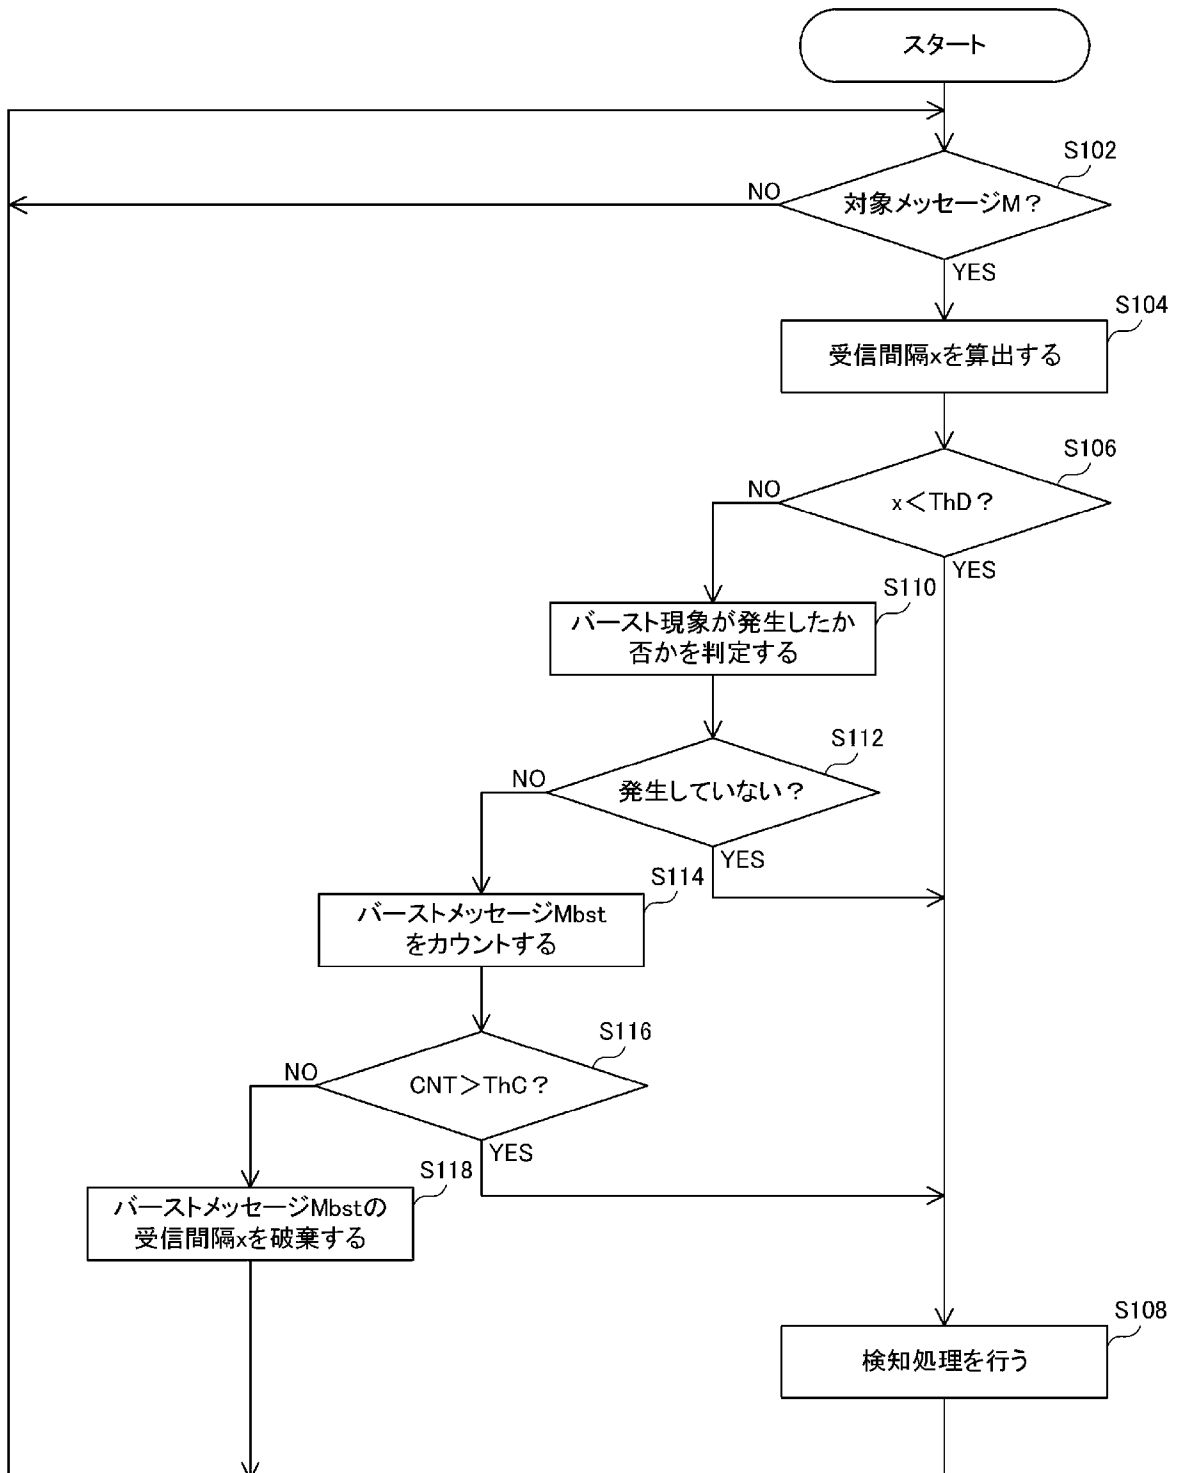 スタート
S102
NO
対象メッセージM？
YES
S104
受信間隔xを算出する
S106
NO
x＜ThD？
YES
S110
バースト現象が発生したか
否かを判定する
S112
NO
発生していない？
YES
S114
バーストメッセージMbst
をカウントする
S116
NO
CNT＞ThC？
YES
S118
バーストメッセージMbstの
受信間隔xを破棄する
S108
検知処理を行う